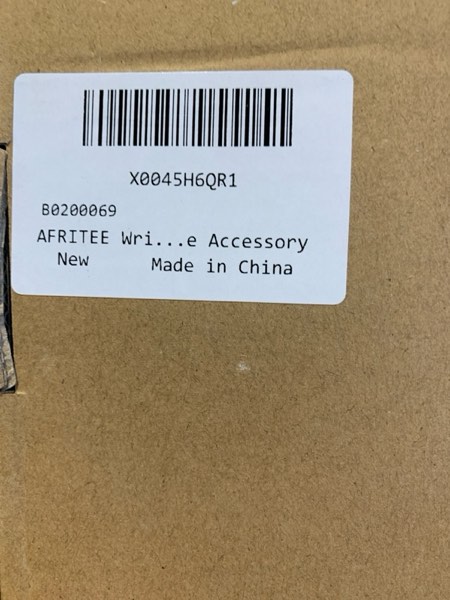 X0045H6QR1
B0200069
AFRITEE Wri...e Accessory
New Made in China